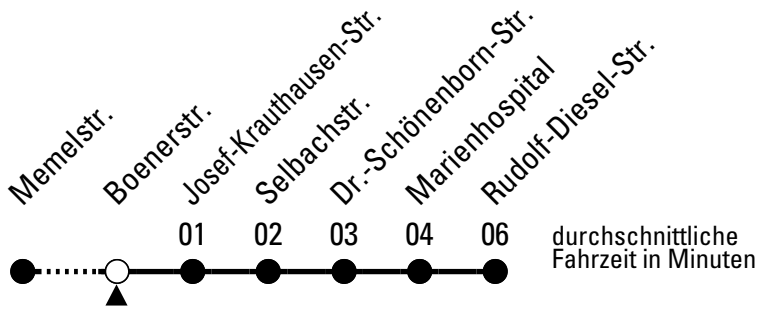 Memelstr.
Boenerstr.
Josef-Krauthausen-Str.
Selbachstr.
Dr.-Schönenborn-Str.
Marienhospital
Rudolf-Diesel-Str.
01 02 03 04 06
durchschnittliche
Fahrzeit in Minuten